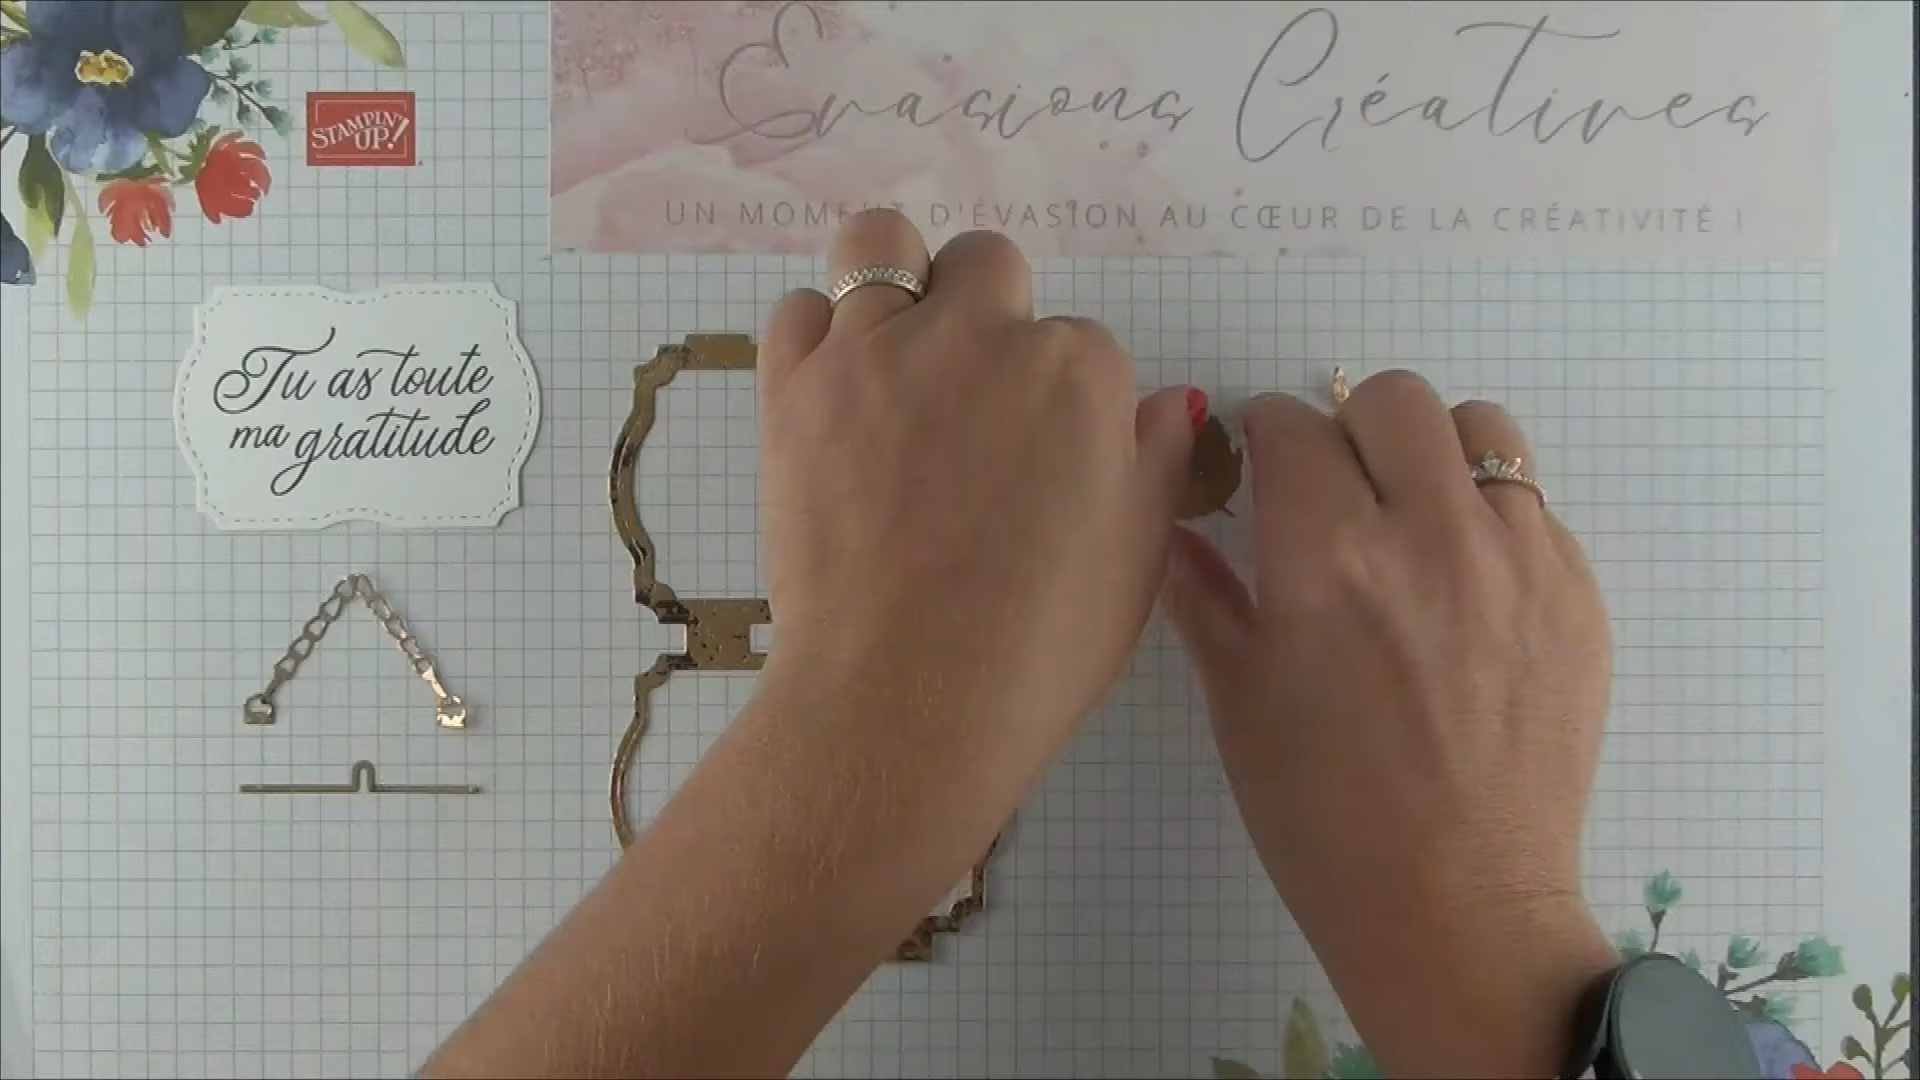 Evasions Créatives
UN MOMENT D'ÉVASION AU CŒUR DE LA CRÉATIVITÉ !
STAMPIN'
UP!
Tu as toute
ma gratitude